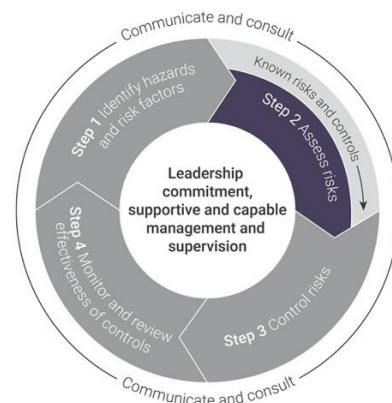 Communicate and consult
Step 1 Identify hazards
and risk factors
Known risks and controls
Step 2 Assess risks
Leadership
commitment,
supportive and capable
management and
supervision
Step 3 Control risks
Step 4 Monitor and review
effectiveness of controls
Communicate and consult